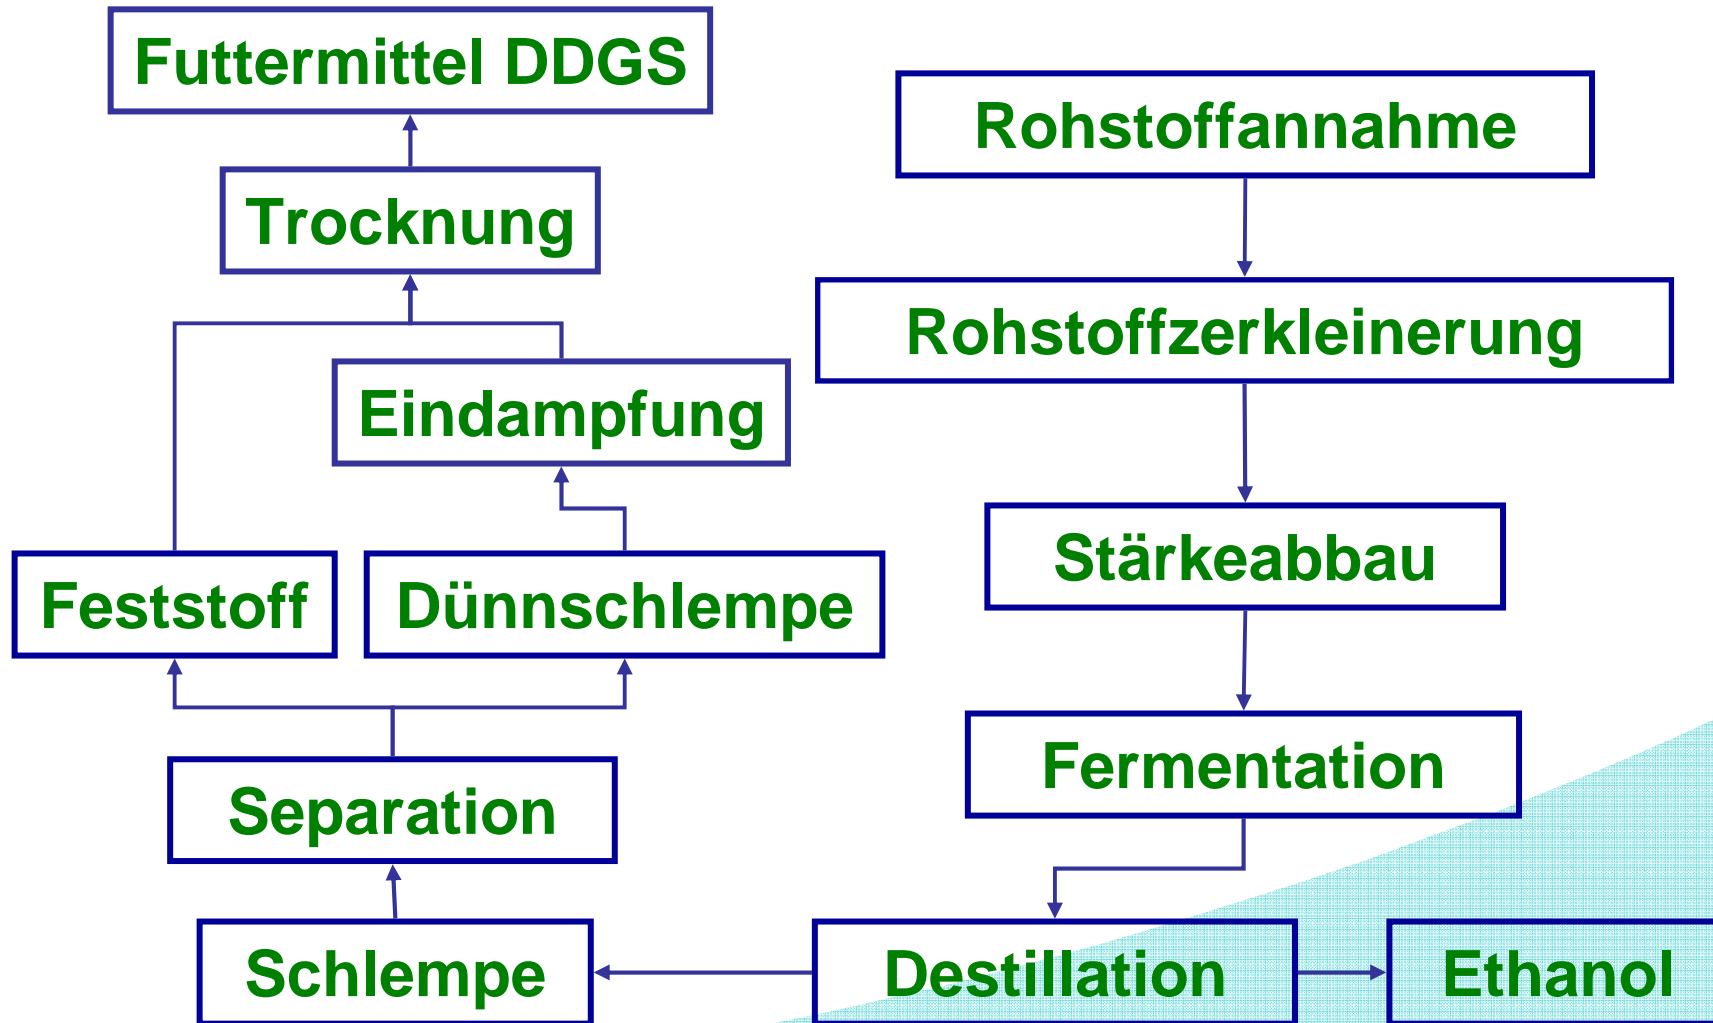 Futtermittel DDGS
Rohstoffannahme
Trocknung
Rohstoffzerkleinerung
Eindampfung
Stärkeabbau
Feststoff
Dünnschlempe
Fermentation
Separation
Schlempe
Destillation
Ethanol